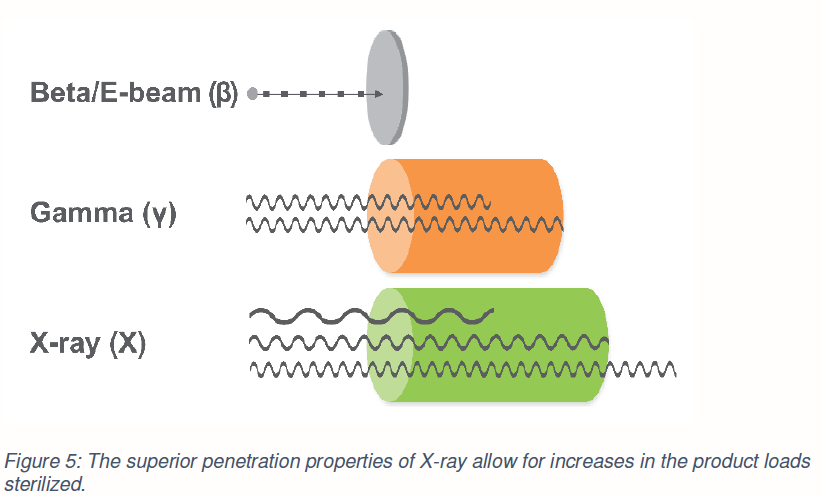 Beta/E-beam (β)
Gamma (γ)
X-ray (X)
Figure 5: The superior penetration properties of X-ray allow for increases in the product loads
sterilized.